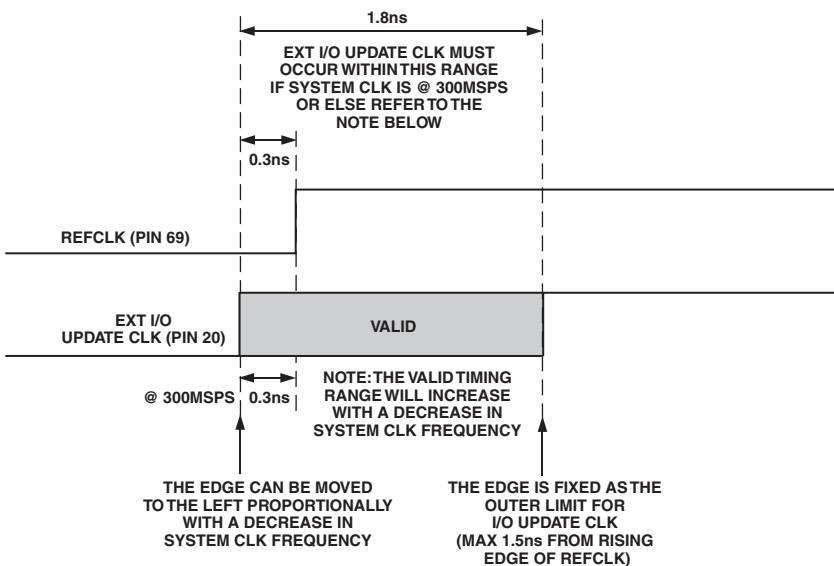 1.8ns
EXT I/O UPDATE CLK MUST
OCCUR WITHIN THIS RANGE
IF SYSTEM CLK IS @ 300MSPS
OR ELSE REFER TO THE
NOTE BELOW
0.3ns
REFCLK (PIN 69)
EXT I/O
UPDATE CLK (PIN 20)
VALID
@ 300MSPS
0.3ns
NOTE: THE VALID TIMING
RANGE WILL INCREASE
WITH A DECREASE IN
SYSTEM CLK FREQUENCY
THE EDGE CAN BE MOVED
TO THE LEFT PROPORTIONALLY
WITH A DECREASE IN
SYSTEM CLK FREQUENCY
THE EDGE IS FIXED AS THE
OUTER LIMIT FOR
I/O UPDATE CLK
(MAX 1.5ns FROM RISING
EDGE OF REFCLK)